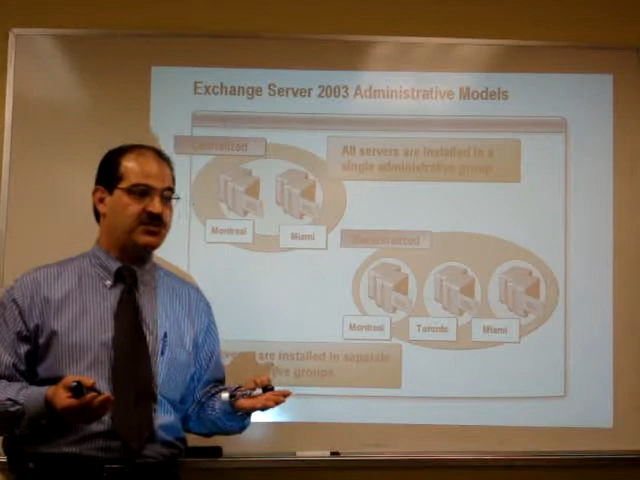 Exchange Server 2003 Administrative Models
Centralized
All servers are installed in a
single administrative group
Montreal
Miami
Decentralized
Montreal
Toronto
Miami
are installed in separate
groups